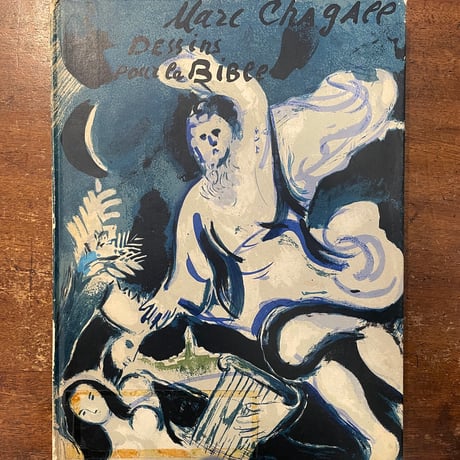 Marc Chagall
Dessins
pour la BIBLE